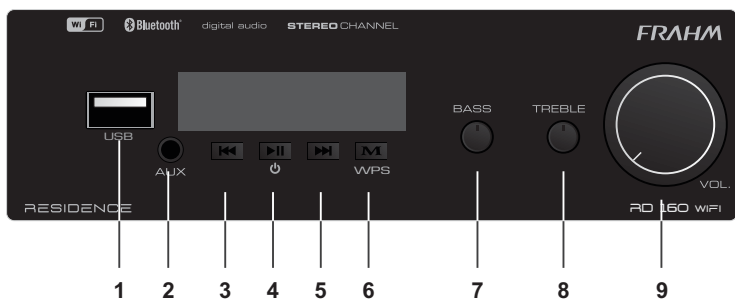 Wi Fi Bluetooth® digital audio STEREO CHANNEL
FRAHM
USB
AUX
M
WPS
BASS
TREBLE
VOL.
RESIDENCE
RD 160 WIFI
1 2 3 4 5 6 7 8 9